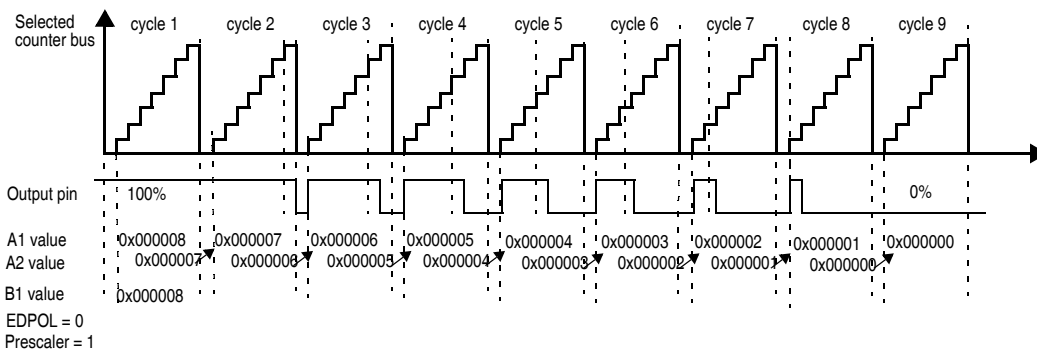 Selected counter bus
cycle 1 cycle 2 cycle 3 cycle 4 cycle 5 cycle 6 cycle 7 cycle 8 cycle 9
Output pin 100% 0%
A1 value 0x000008 0x000007 0x000006 0x000005 0x000004 0x000003 0x000002 0x000001 0x000000
A2 value 0x000007 0x000006 0x000005 0x000004 0x000003 0x000002 0x000001 0x000000
B1 value 0x000008
EDPOL = 0
Prescaler = 1